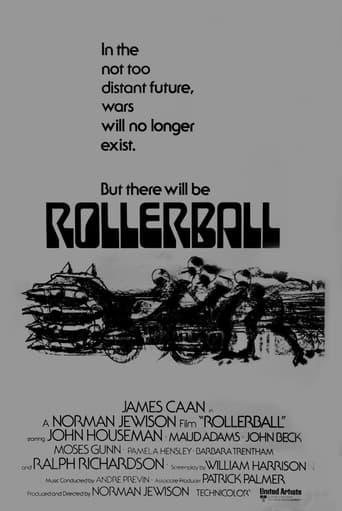 In the
not too
distant future,
wars
will no longer
exist.
But there will be
ROLLERBALL
JAMES CAAN in
A NORMAN JEWISON Film "ROLLERBALL"
starring JOHN HOUSEMAN · MAUD ADAMS · JOHN BECK
MOSES GUNN · PAMELA HENSLEY · BARBARA TRENTHAM
and RALPH RICHARDSON · Screenplay by WILLIAM HARRISON
Music Conducted by ANDRE PREVIN · Associate Producer PATRICK PALMER
Produced and Directed by NORMAN JEWISON TECHNICOLOR® United Artists